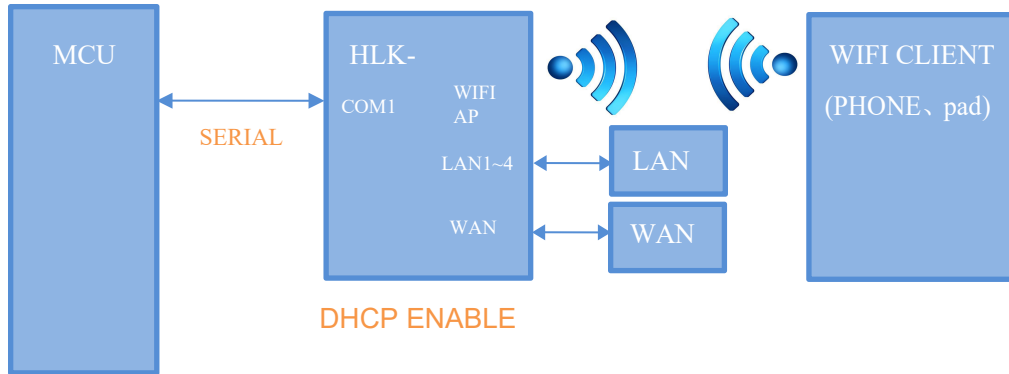 MCU
SERIAL
HLK-
COM1
WIFI
AP
LAN1~4
WAN
DHCP ENABLE
LAN
WAN
WIFI CLIENT
(PHONE、pad)